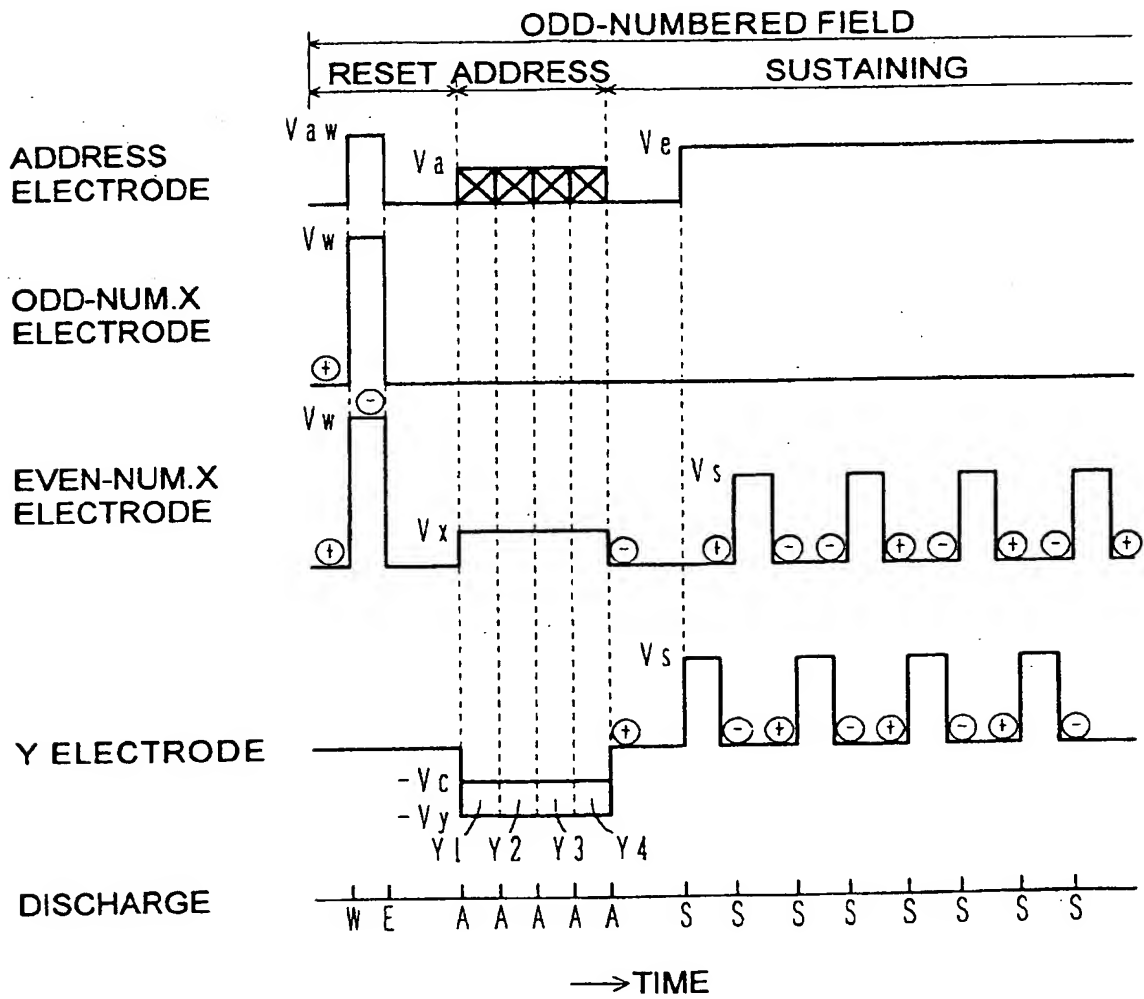 ODD-NUMBERED FIELD
RESET ADDRESS SUSTAINING
Vaw
Va
Ve
ADDRESS
ELECTRODE
Vw
ODD-NUM.X
ELECTRODE
+
-
Vw
Vs
EVEN-NUM.X
ELECTRODE
Vx
+ - + - - + - + - +
Vs
+ - + - + - + -
Y ELECTRODE
-Vc
-Vy
Y1 Y2 Y3 Y4
DISCHARGE
W E A A A A A S S S S S S S S
→TIME